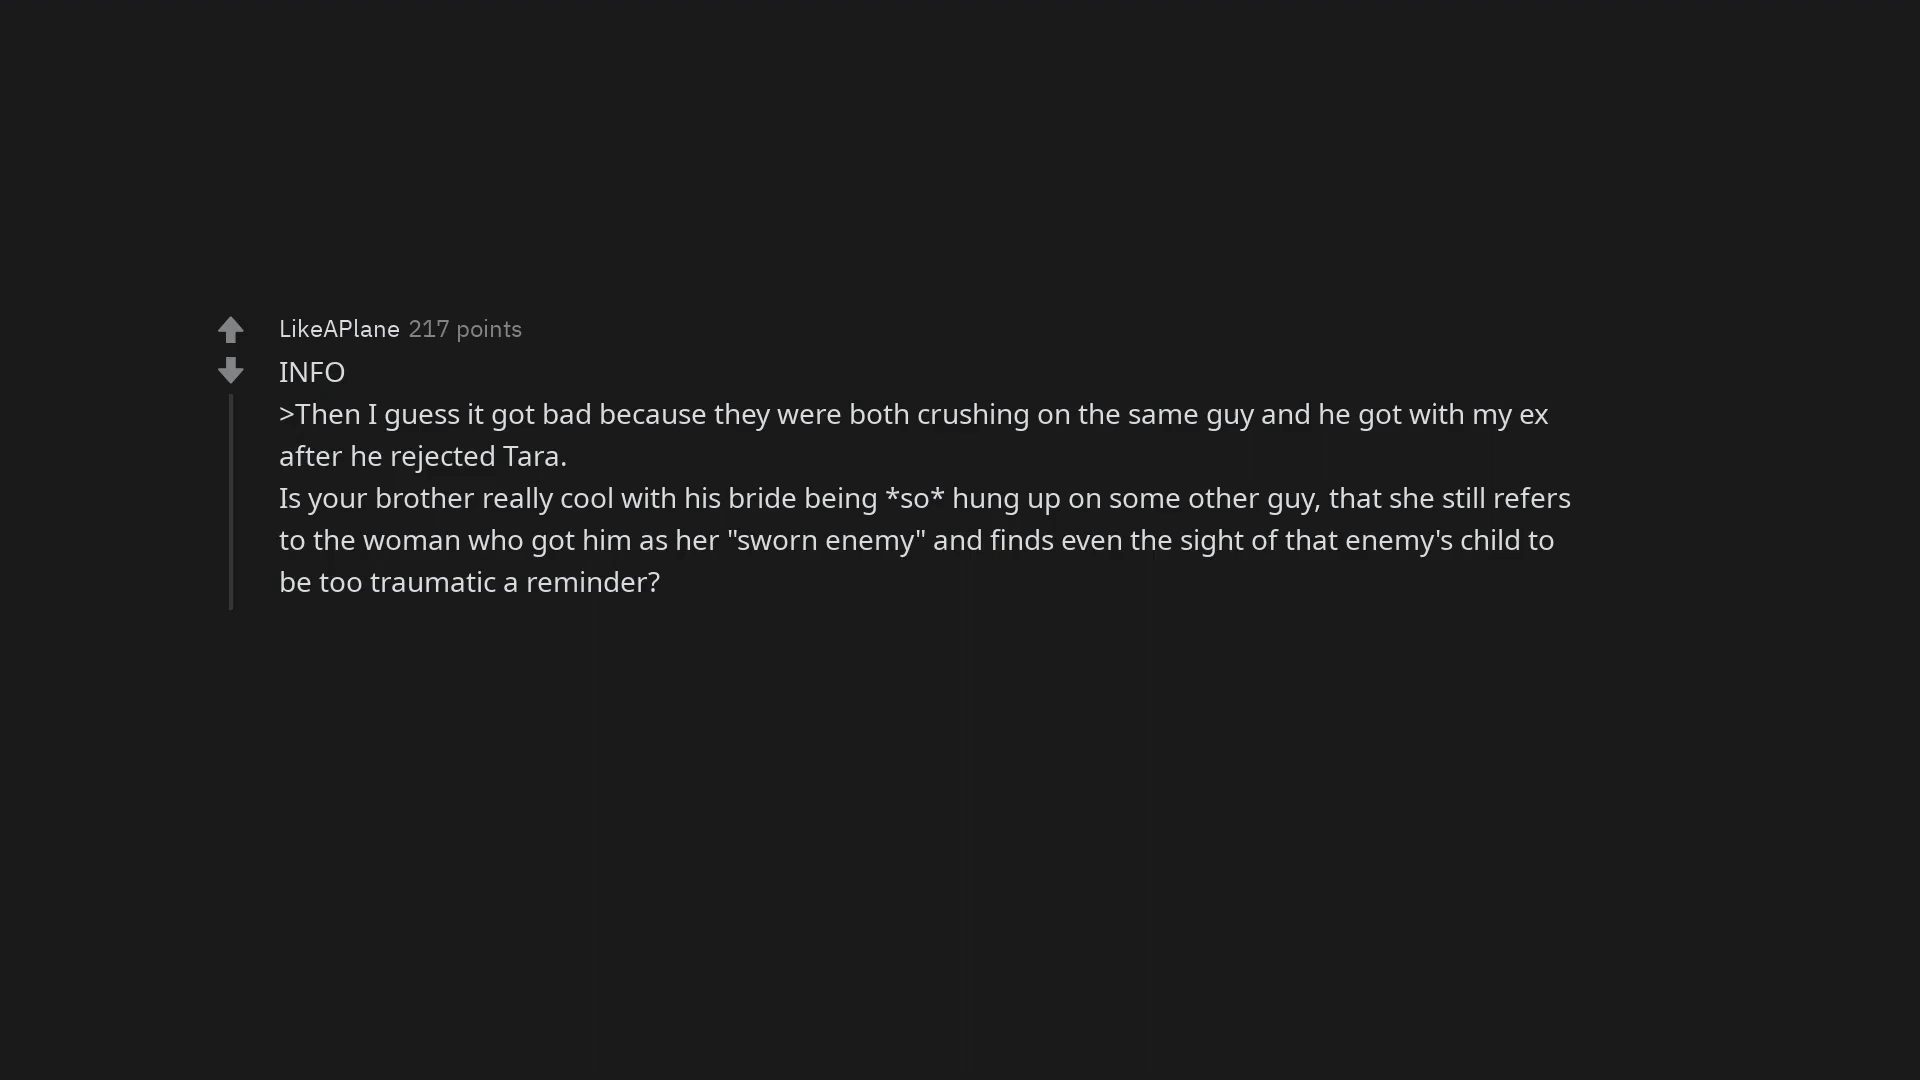 LikeAPlane 217 points
INFO
>Then I guess it got bad because they were both crushing on the same guy and he got with my ex
after he rejected Tara.
Is your brother really cool with his bride being *so* hung up on some other guy, that she still refers
to the woman who got him as her "sworn enemy" and finds even the sight of that enemy's child to
be too traumatic a reminder?